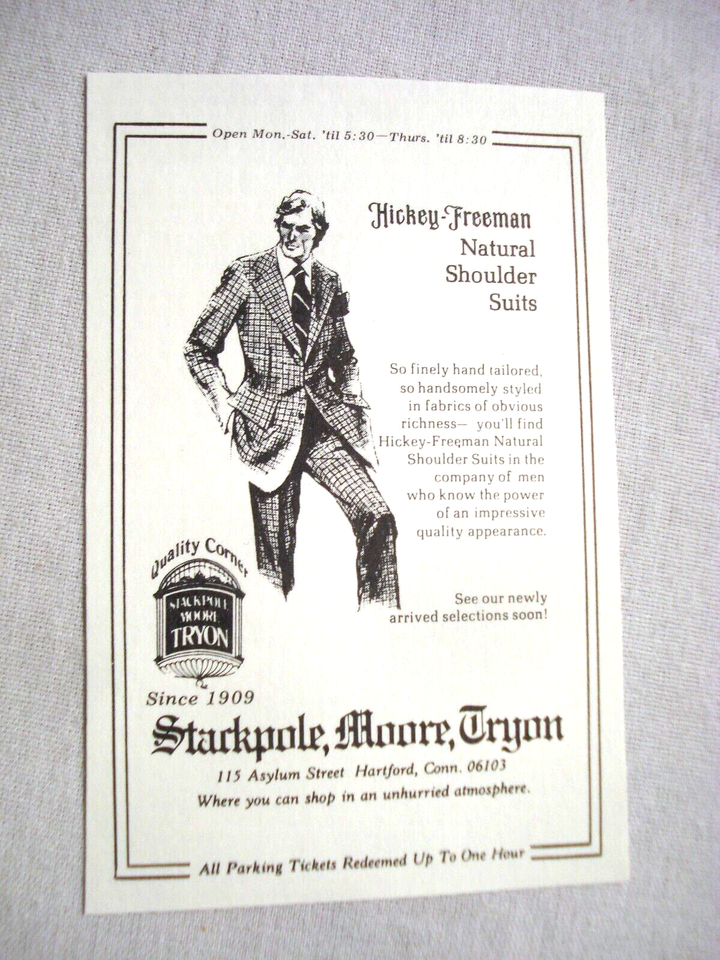 Open Mon.-Sat. 'til 5:30—Thurs. 'til 8:30
Hickey-Freeman
Natural
Shoulder
Suits
So finely hand tailored,
so handsomely styled
in fabrics of obvious
richness— you'll find
Hickey-Freeman Natural
Shoulder Suits in the
company of men
who know the power
of an impressive
quality appearance.
See our newly
arrived selections soon!
Quality Corner
STACKPOLE
MOORE
TRYON
Since 1909
Stackpole, Moore, Tryon
115 Asylum Street Hartford, Conn. 06103
Where you can shop in an unhurried atmosphere.
All Parking Tickets Redeemed Up To One Hour